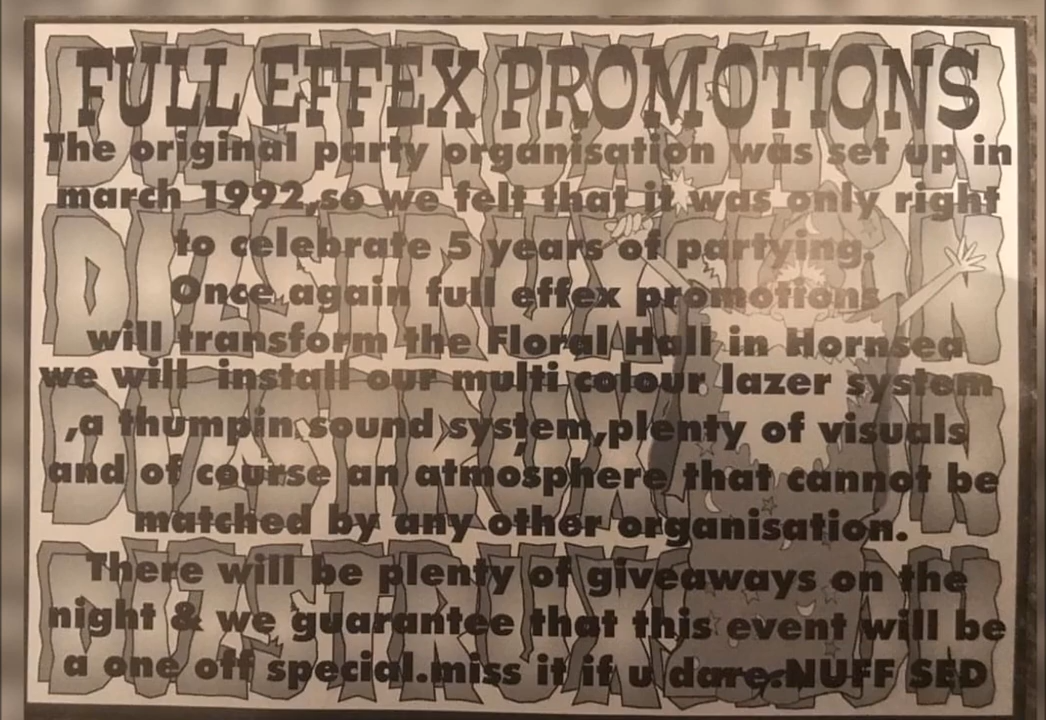 FULL EFFEX PROMOTIONS
The original party organisation was set up in
march 1992,so we felt that it was only right
to celebrate 5 years of partying.
Once again full effex promotions
will transform the Floral Hall in Hornsea
we will install our multi colour lazer system
,a thumpin sound system,plenty of visuals
and of course an atmosphere that cannot be
matched by any other organisation.
There will be plenty of giveaways on the
night & we guarantee that this event will be
a one off special.miss it if u dare.NUFF SED